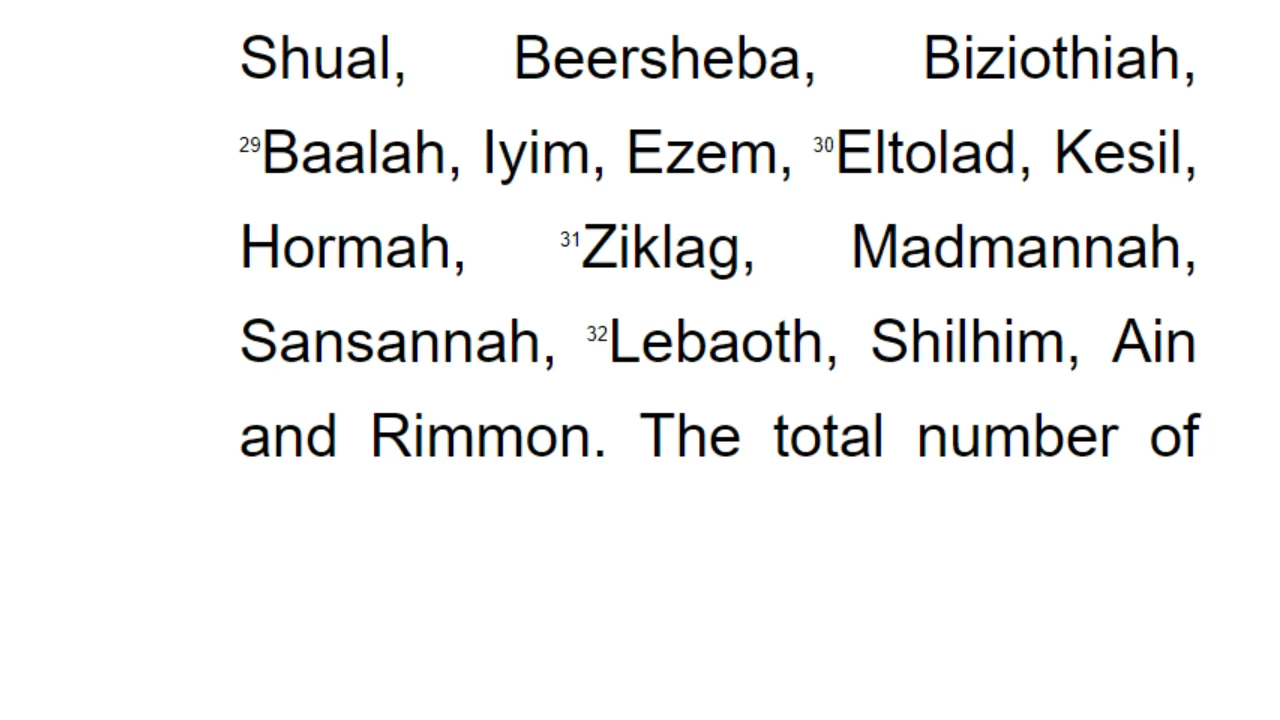 Shual, Beersheba, Biziothiah,
29Baalah, Iyim, Ezem, 30Eltolad, Kesil,
Hormah, 31Ziklag, Madmannah,
Sansannah, 32Lebaoth, Shilhim, Ain
and Rimmon. The total number of